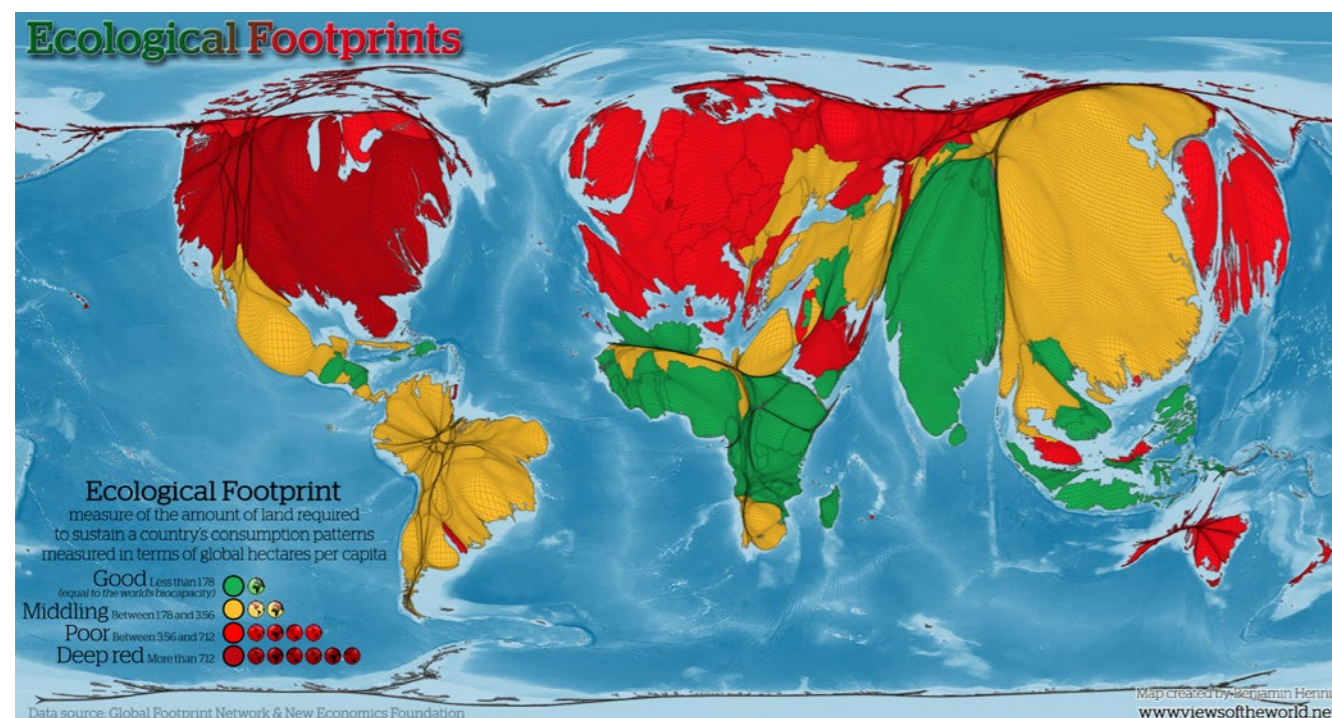 Ecological Footprints
Ecological Footprint
measure of the amount of land required
to sustain a country's consumption patterns
measured in terms of global hectares per capita
Good Less than 1.78
(equal to the world's biocapacity)
Middling Between 1.78 and 3.56
Poor Between 3.56 and 7.12
Deep red More than 7.12
Data source: Global Footprint Network & New Economics Foundation
Map created by Benjamin Henni
www.viewsoftheworld.ne